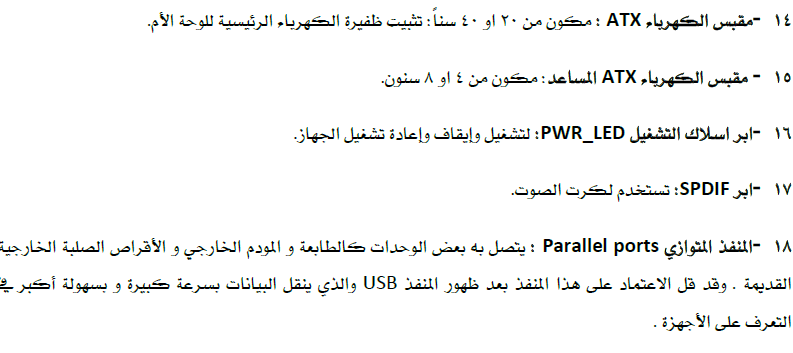 ١٤ -مقبس الكهرباء ATX : مكون من ٢٠ او ٤٠ سناً: تثبيت ظفيرة الكهرباء الرئيسية للوحة الأم.
١٥ - مقبس الكهرباء ATX المساعد: مكون من ٤ او ٨ سنون.
١٦ -ابر اسلاك التشغيل PWR_LED: لتشغيل وإيقاف وإعادة تشغيل الجهاز.
١٧ -ابر SPDIF: تستخدم لكرت الصوت.
١٨ -المنفذ المتوازي Parallel ports : يتصل به بعض الوحدات كالطابعة و المودم الخارجي و الأقراص الصلبة الخارجية
القديمة . وقد قل الاعتماد على هذا المنفذ بعد ظهور المنفذ USB والذي ينقل البيانات بسرعة كبيرة و بسهولة أكبر في
التعرف على الأجهزة .